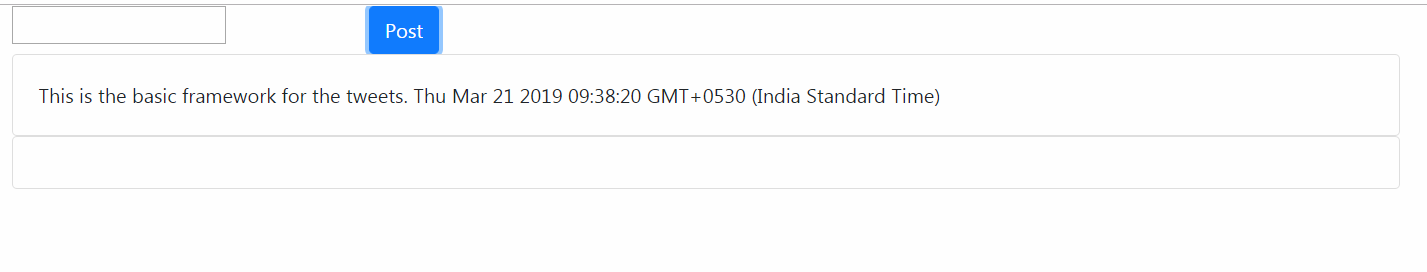 Post
This is the basic framework for the tweets. Thu Mar 21 2019 09:38:20 GMT+0530 (India Standard Time)